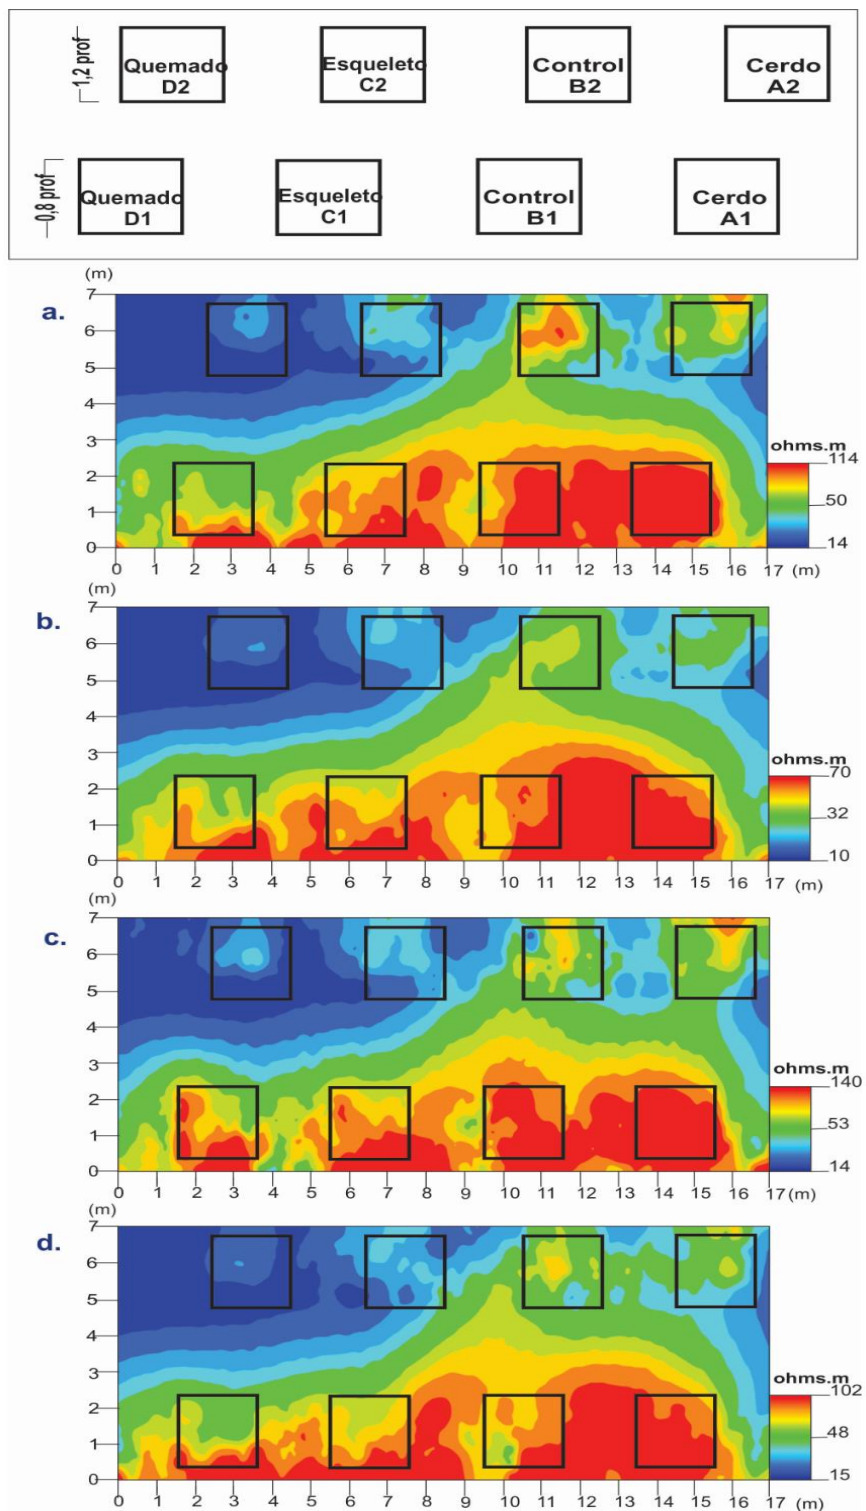 1,2 prof
Quemado
D2
Esqueleto
C2
Control
B2
Cerdo
A2
0,8 prof
Quemado
D1
Esqueleto
C1
Control
B1
Cerdo
A1
(m)
a.
7
6
5
4
3
2
1
0
0 1 2 3 4 5 6 7 8 9 10 11 12 13 14 15 16 17 (m)
ohms.m
114
50
14
(m)
b.
7
6
5
4
3
2
1
0
0 1 2 3 4 5 6 7 8 9 10 11 12 13 14 15 16 17 (m)
ohms.m
70
32
10
(m)
c.
7
6
5
4
3
2
1
0
0 1 2 3 4 5 6 7 8 9 10 11 12 13 14 15 16 17 (m)
ohms.m
140
53
14
(m)
d.
7
6
5
4
3
2
1
0
0 1 2 3 4 5 6 7 8 9 10 11 12 13 14 15 16 17 (m)
ohms.m
102
48
15